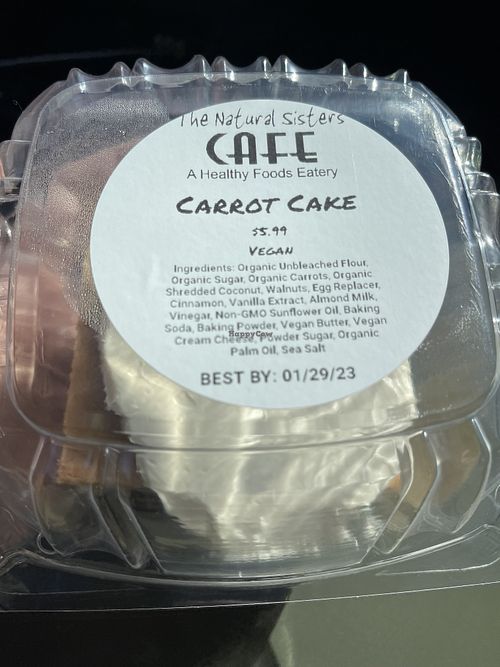 The Natural Sisters
CAFE
A Healthy Foods Eatery
CARROT CAKE
$5.99
VEGAN
Ingredients: Organic Unbleached Flour,
Organic Sugar, Organic Carrots, Organic
Shredded Coconut, Walnuts, Egg Replacer,
Cinnamon, Vanilla Extract, Almond Milk,
Vinegar, Non-GMO Sunflower Oil, Baking
Soda, Baking Powder, Vegan Butter, Vegan
HappyCow
Cream Cheese, Powder Sugar, Organic
Palm Oil, Sea Salt
BEST BY: 01/29/23